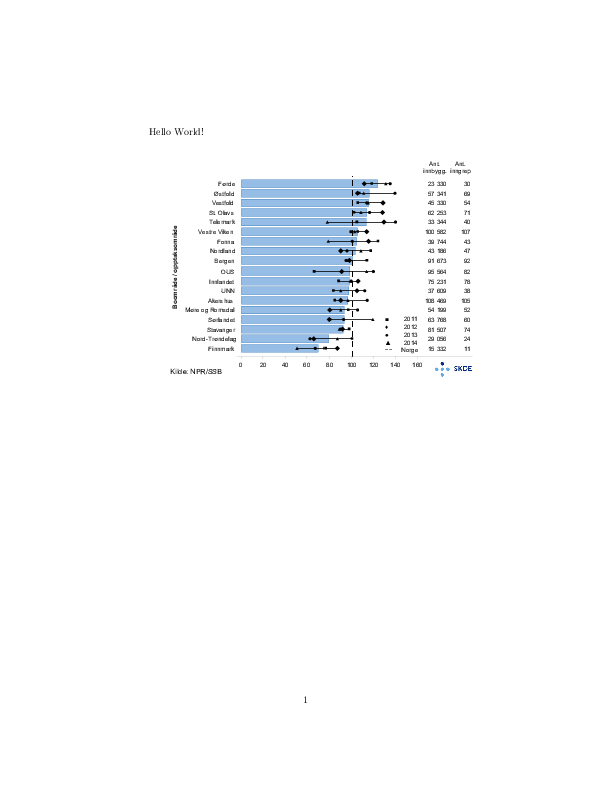 Hello World!
Ant. Ant.
innbygg. inngrep
Førde 23 330 30
Østfold 57 341 69
Vestfold 45 330 54
St. Olavs 62 253 71
Telemark 33 344 40
Vestre Viken 100 582 107
Fonna 39 744 43
Nordland 43 186 47
Bergen 91 673 92
OUS 95 564 82
Innlandet 75 231 78
UNN 37 609 38
Akershus 108 469 105
Møre og Romsdal 54 199 52
Sørlandet 63 768 60
Stavanger 81 507 74
Nord-Trøndelag 29 056 24
Finnmark 15 332 11
Boområde / opptaksområde
2011
2012
2013
2014
Norge
0 20 40 60 80 100 120 140 160
Kilde: NPR/SSB
SKDE
1